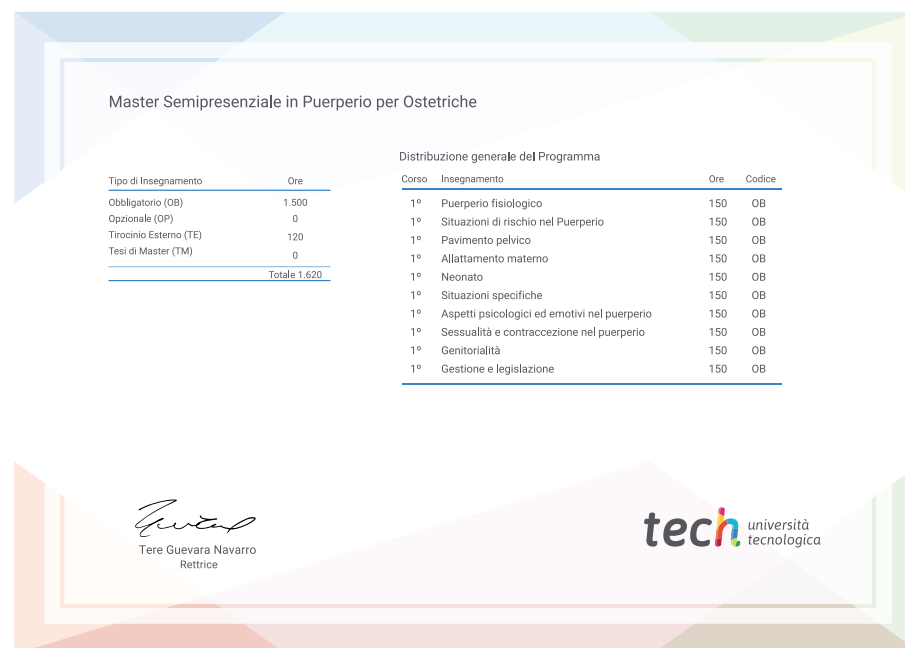 Master Semipresenziale in Puerperio per Ostetriche
Tipo di Insegnamento Ore
Obbligatorio (OB) 1.500
Opzionale (OP) 0
Tirocinio Esterno (TE) 120
Tesi di Master (TM) 0
Totale 1.620
Distribuzione generale del Programma
Corso Insegnamento Ore Codice
1º Puerperio fisiologico 150 OB
1º Situazioni di rischio nel Puerperio 150 OB
1º Pavimento pelvico 150 OB
1º Allattamento materno 150 OB
1º Neonato 150 OB
1º Situazioni specifiche 150 OB
1º Aspetti psicologici ed emotivi nel puerperio 150 OB
1º Sessualità e contraccezione nel puerperio 150 OB
1º Genitorialità 150 OB
1º Gestione e legislazione 150 OB
Tere Guevara Navarro
Rettrice
tech università
tecnologica